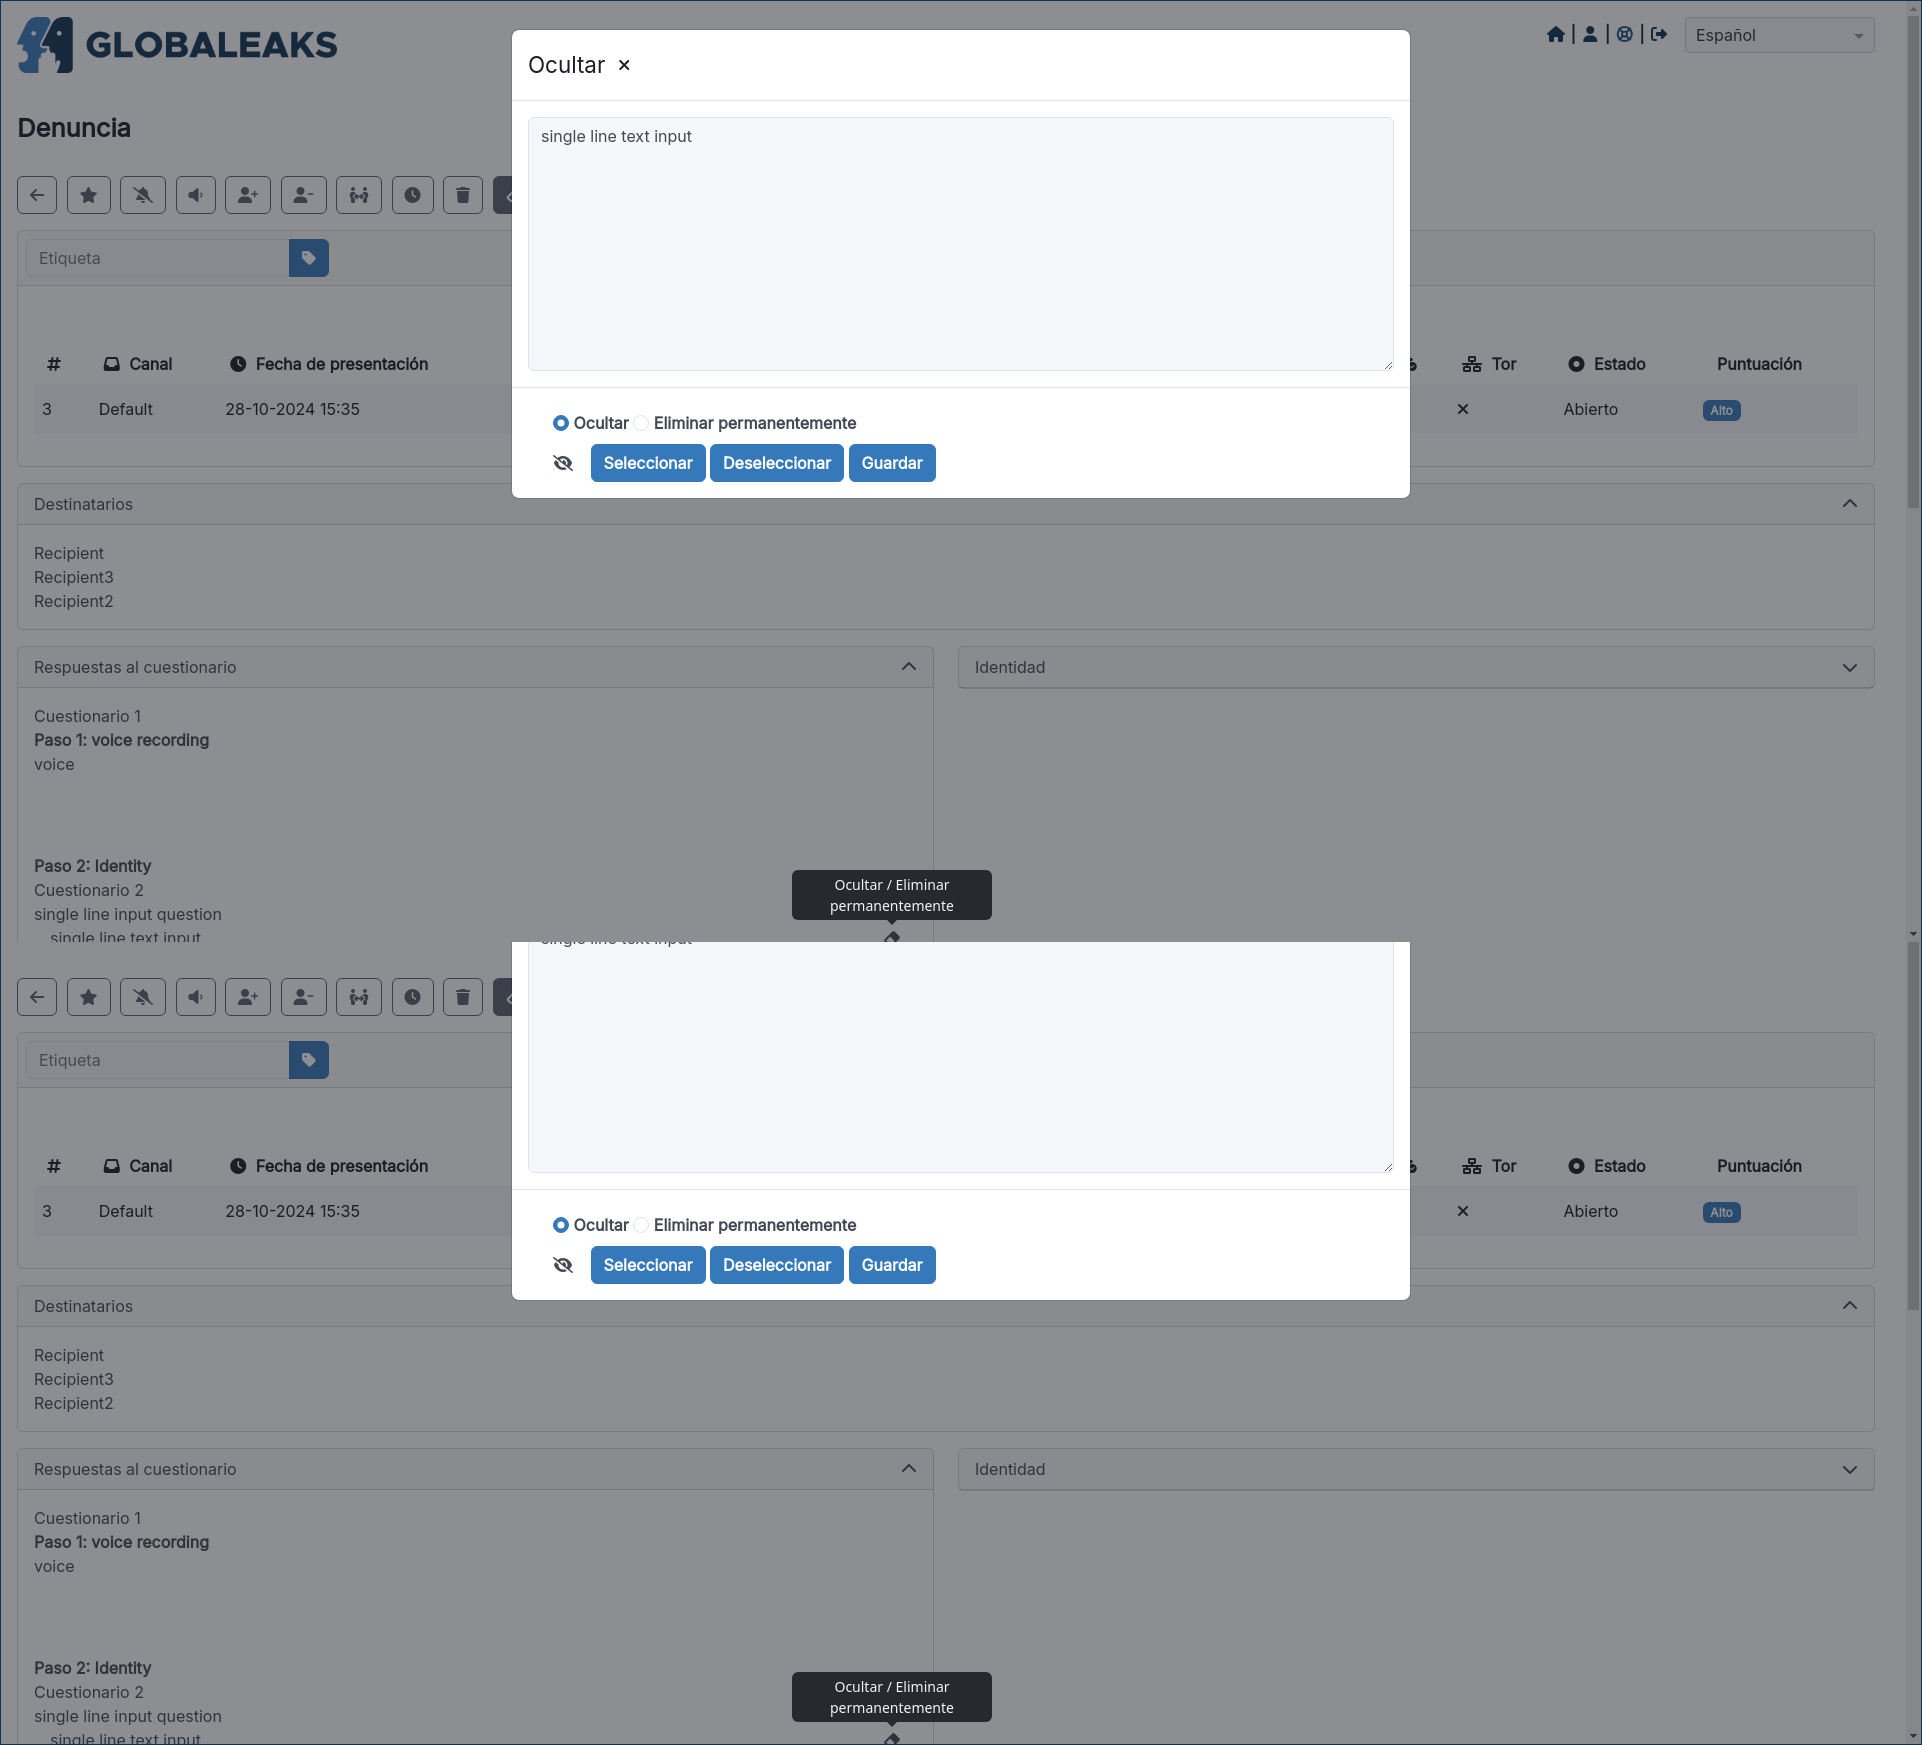 GLOBALEAKS
Español
Ocultar
single line text input
Denuncia
Etiqueta
# Canal Fecha de presentación Tor Estado Puntuación
3 Default 28-10-2024 15:35 Abierto Alto
Ocultar Eliminar permanentemente
Seleccionar Deseleccionar Guardar
Destinatarios
Recipient
Recipient3
Recipient2
Respuestas al cuestionario
Identidad
Cuestionario 1
Paso 1: voice recording
voice
Paso 2: Identity
Cuestionario 2
single line input question
single line text input
Ocultar / Eliminar
permanentemente
single line text input
Etiqueta
# Canal Fecha de presentación Tor Estado Puntuación
3 Default 28-10-2024 15:35 Abierto Alto
Ocultar Eliminar permanentemente
Seleccionar Deseleccionar Guardar
Destinatarios
Recipient
Recipient3
Recipient2
Respuestas al cuestionario
Identidad
Cuestionario 1
Paso 1: voice recording
voice
Paso 2: Identity
Cuestionario 2
single line input question
single line text input
Ocultar / Eliminar
permanentemente